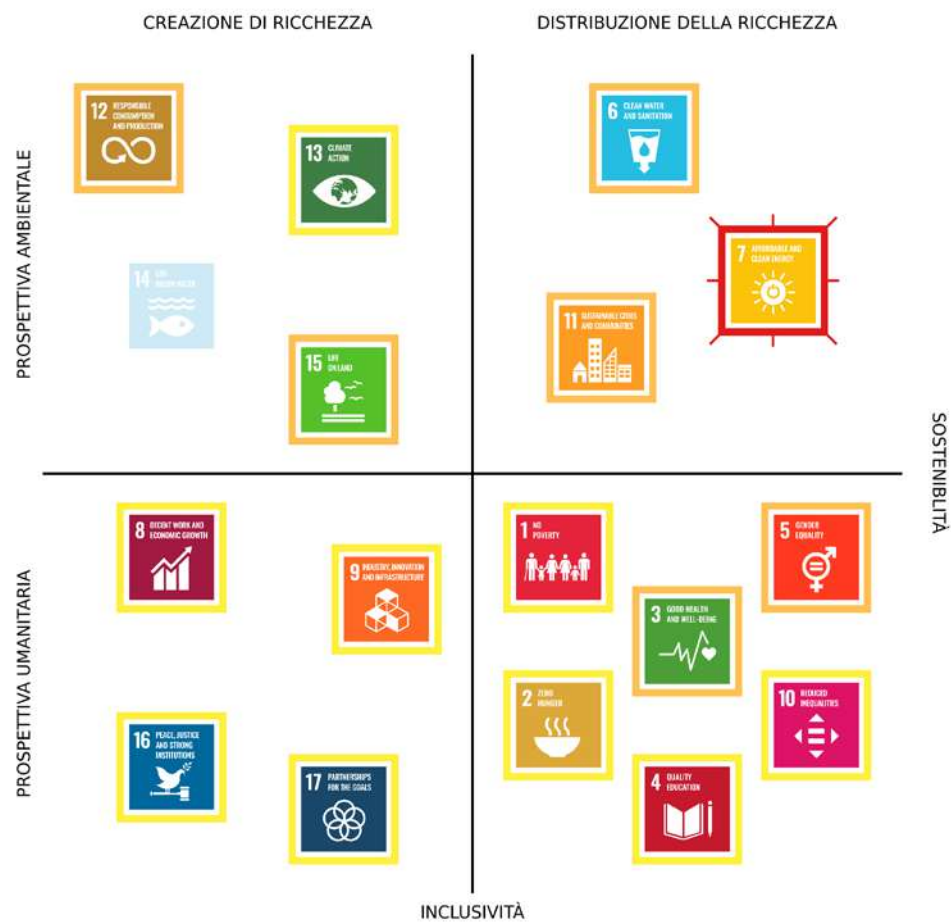 CREAZIONE DI RICCHEZZA
DISTRIBUZIONE DELLA RICCHEZZA
PROSPETTIVA AMBIENTALE
12 RESPONSIBLE
CONSUMPTION
AND PRODUCTION
13 CLIMATE
ACTION
14 LIFE
BELOW WATER
15 LIFE
ON LAND
6 CLEAN WATER
AND SANITATION
7 AFFORDABLE AND
CLEAN ENERGY
11 SUSTAINABLE CITIES
AND COMMUNITIES
SOSTENIBLITÀ
PROSPETTIVA UMANITARIA
8 DECENT WORK AND
ECONOMIC GROWTH
9 INDUSTRY, INNOVATION
AND INFRASTRUCTURE
16 PEACE, JUSTICE
AND STRONG
INSTITUTIONS
17 PARTNERSHIPS
FOR THE GOALS
1 NO
POVERTY
5 GENDER
EQUALITY
3 GOOD HEALTH
AND WELL-BEING
2 ZERO
HUNGER
10 REDUCED
INEQUALITIES
4 QUALITY
EDUCATION
INCLUSIVITÀ